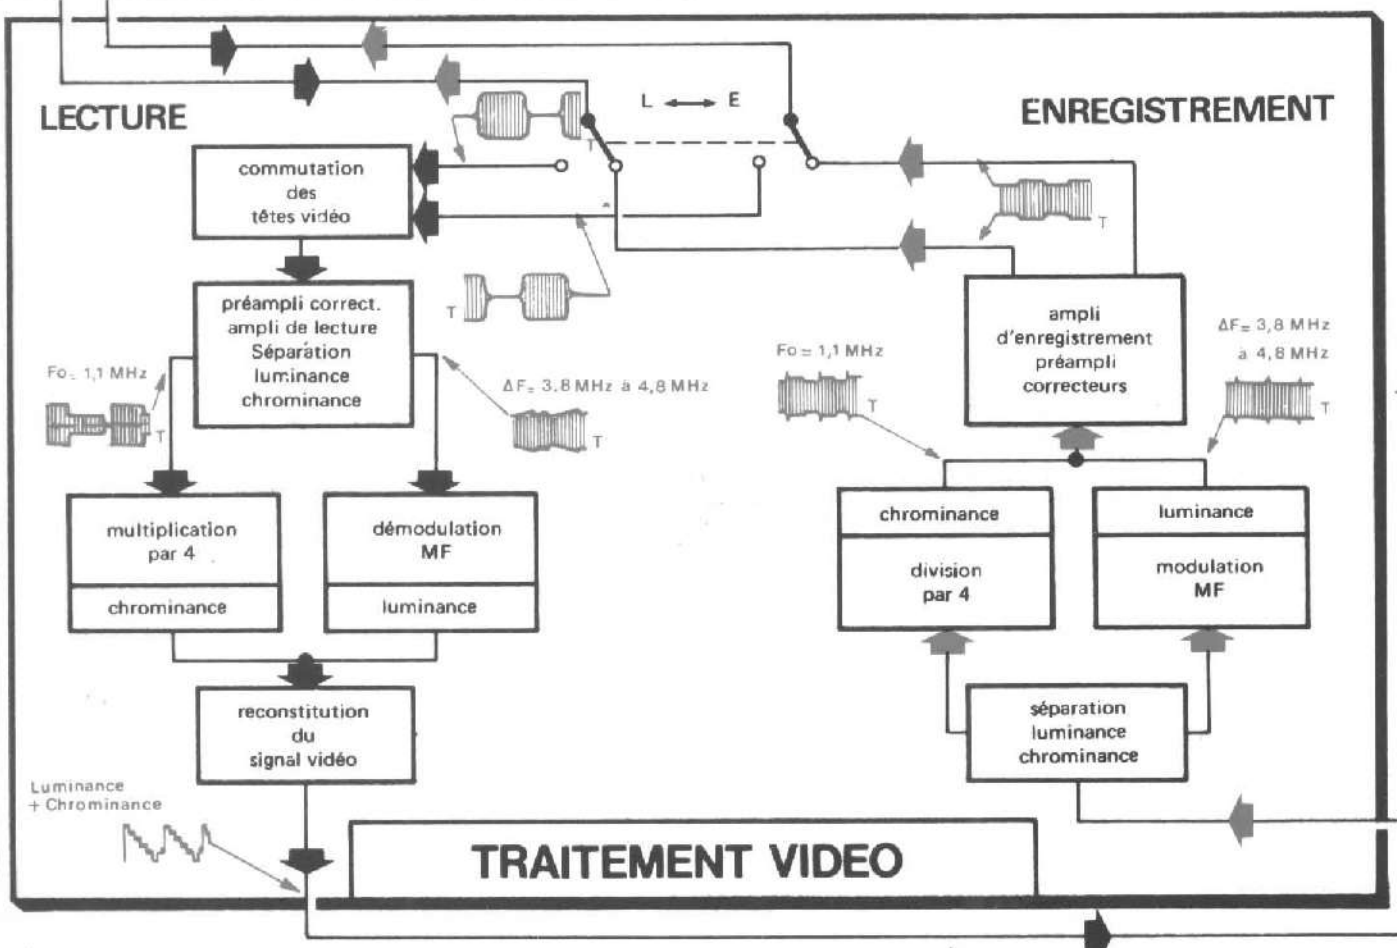 LECTURE
L
E
ENREGISTREMENT
T
commutation
des
têtes vidéo
T
T
préampli correct.
ampli de lecture
Séparation
luminance
chrominance
ampli
d'enregistrement
préampli
correcteurs
Fo = 1,1 MHz
T
ΔF= 3,8 MHz
à 4,8 MHz
T
Fo= 1,1 MHz
T
ΔF= 3.8 MHz à 4,8 MHz
T
multiplication
par 4
chrominance
démodulation
MF
luminance
chrominance
division
par 4
luminance
modulation
MF
reconstitution
du
signal vidéo
séparation
luminance
chrominance
Luminance
+ Chrominance
TRAITEMENT VIDEO